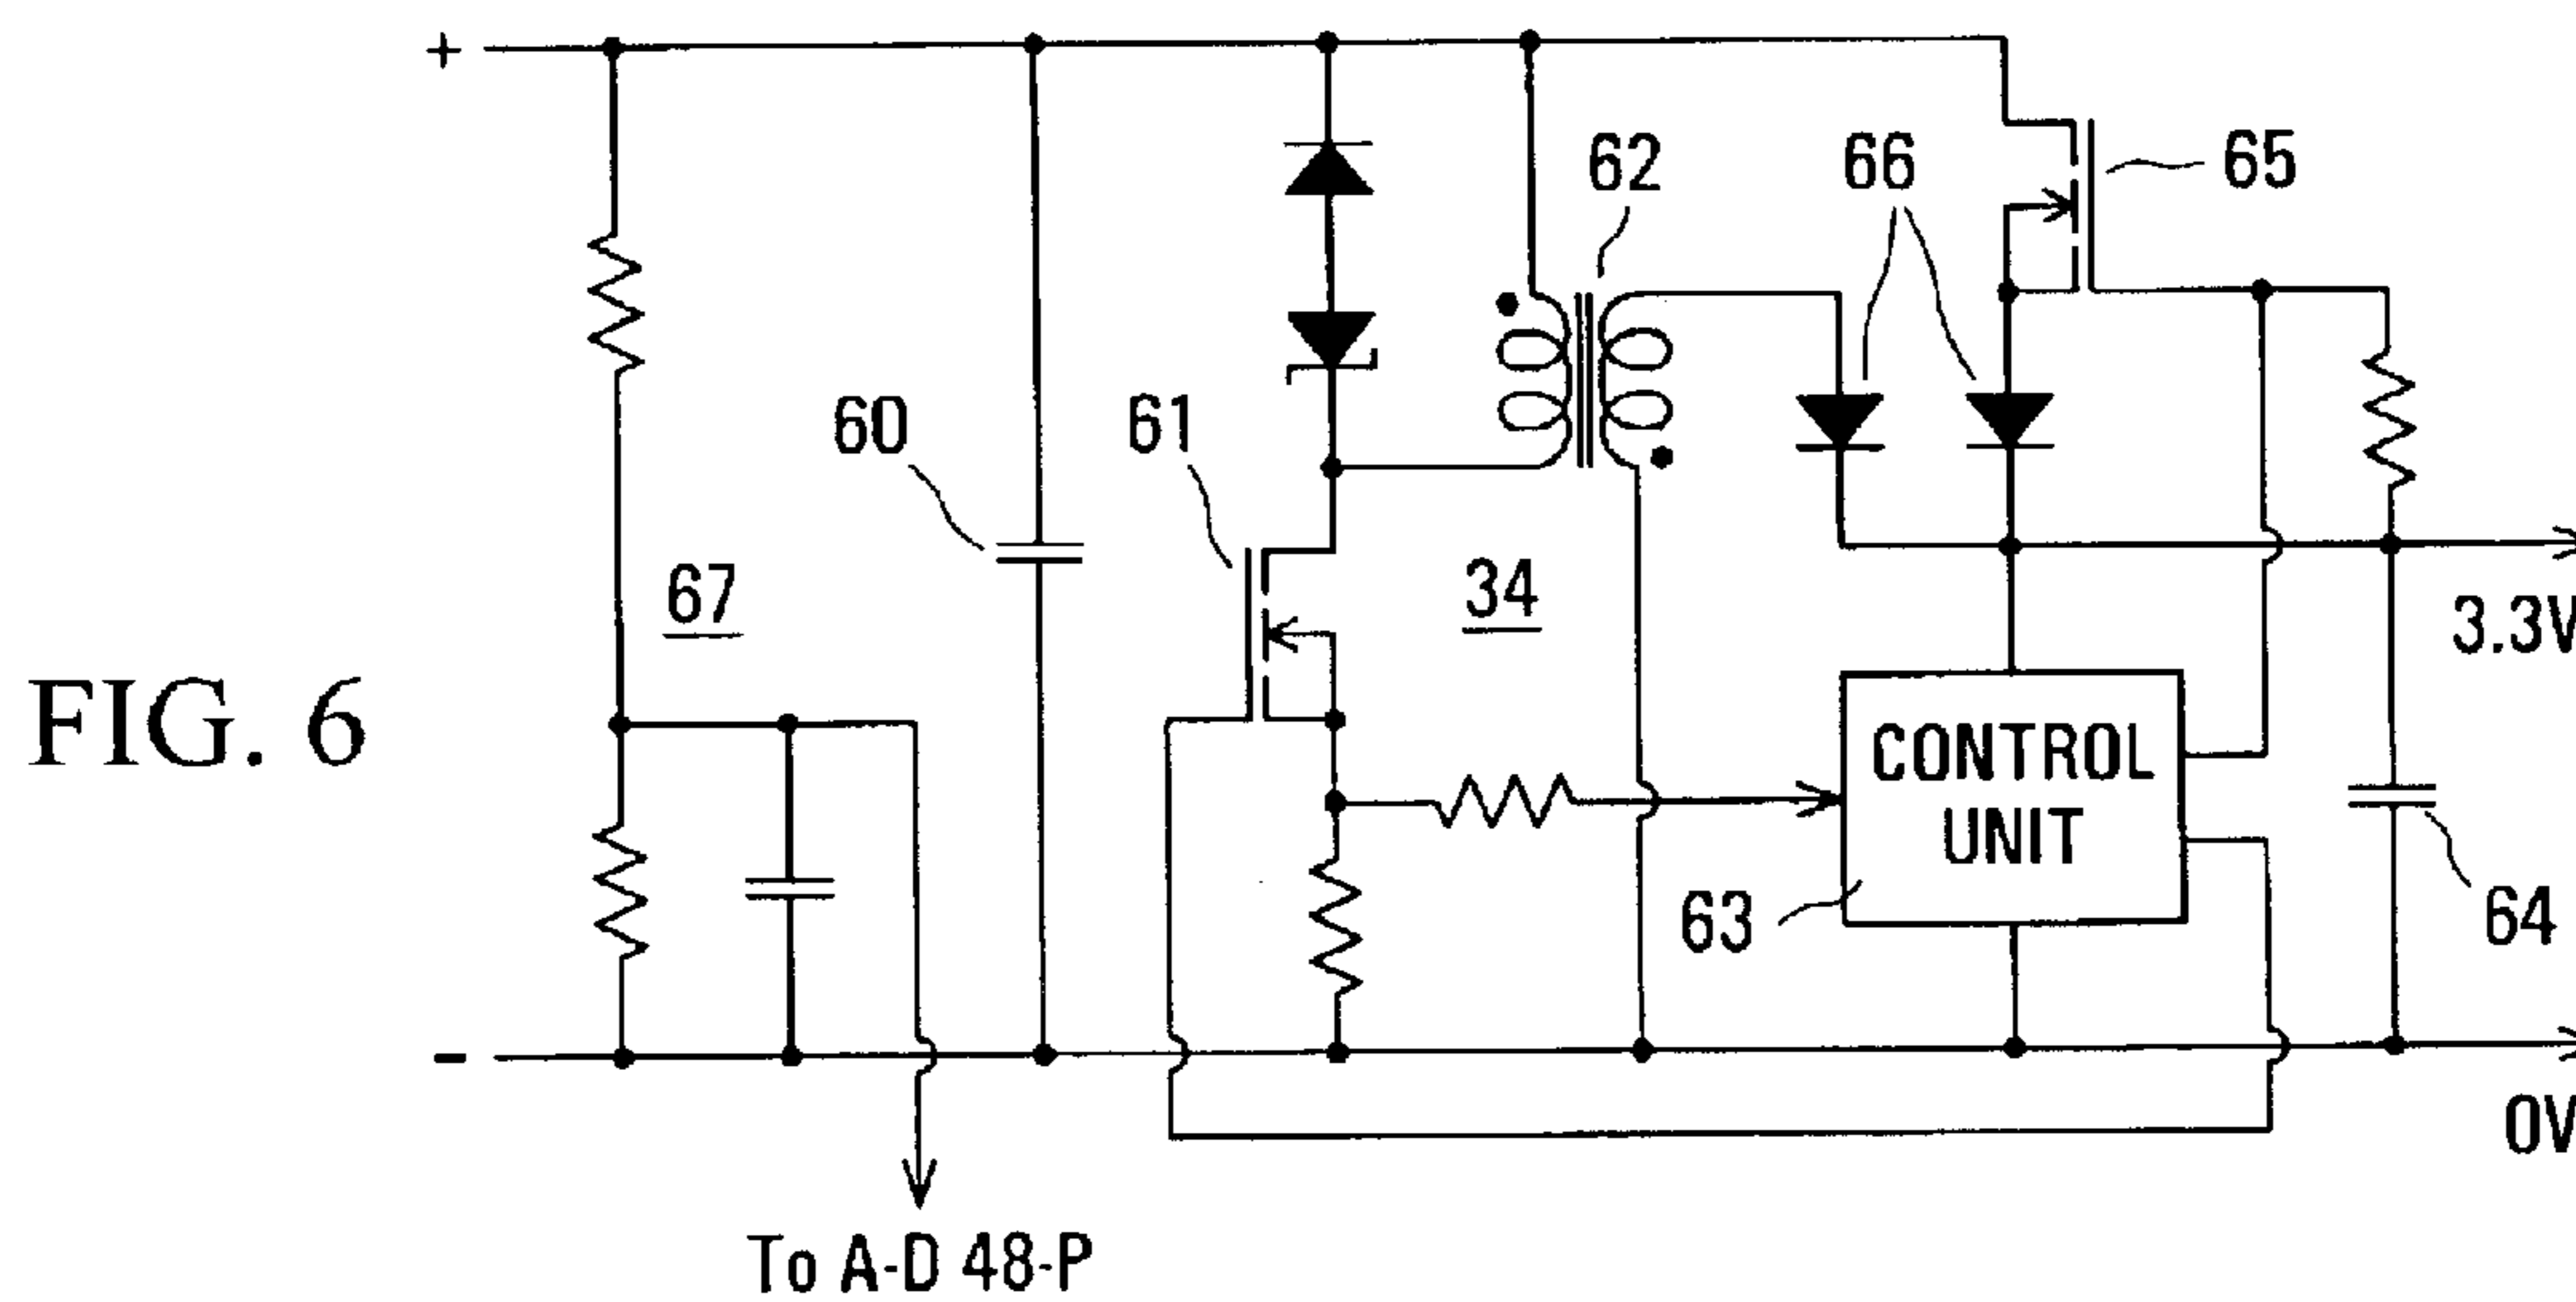 +
62
66
65
60
61
67
34
3.3V
FIG. 6
CONTROL
UNIT
63
64
-
0V
To A-D 48-P